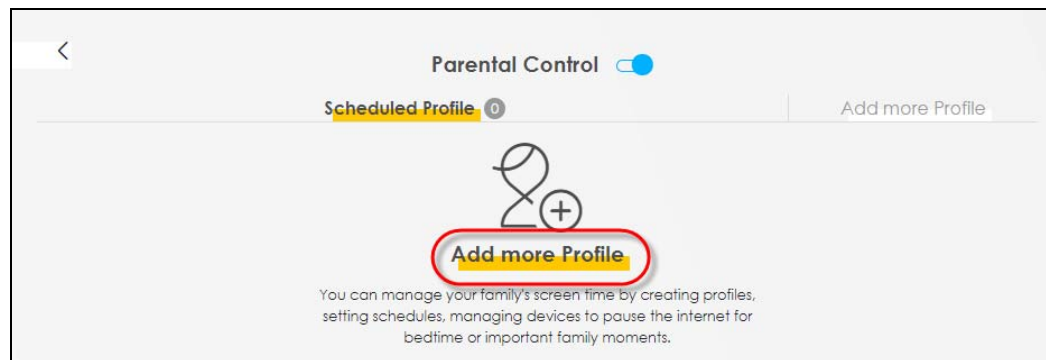 Parental Control
Scheduled Profile 0
Add more Profile
Add more Profile
You can manage your family's screen time by creating profiles,
setting schedules, managing devices to pause the internet for
bedtime or important family moments.